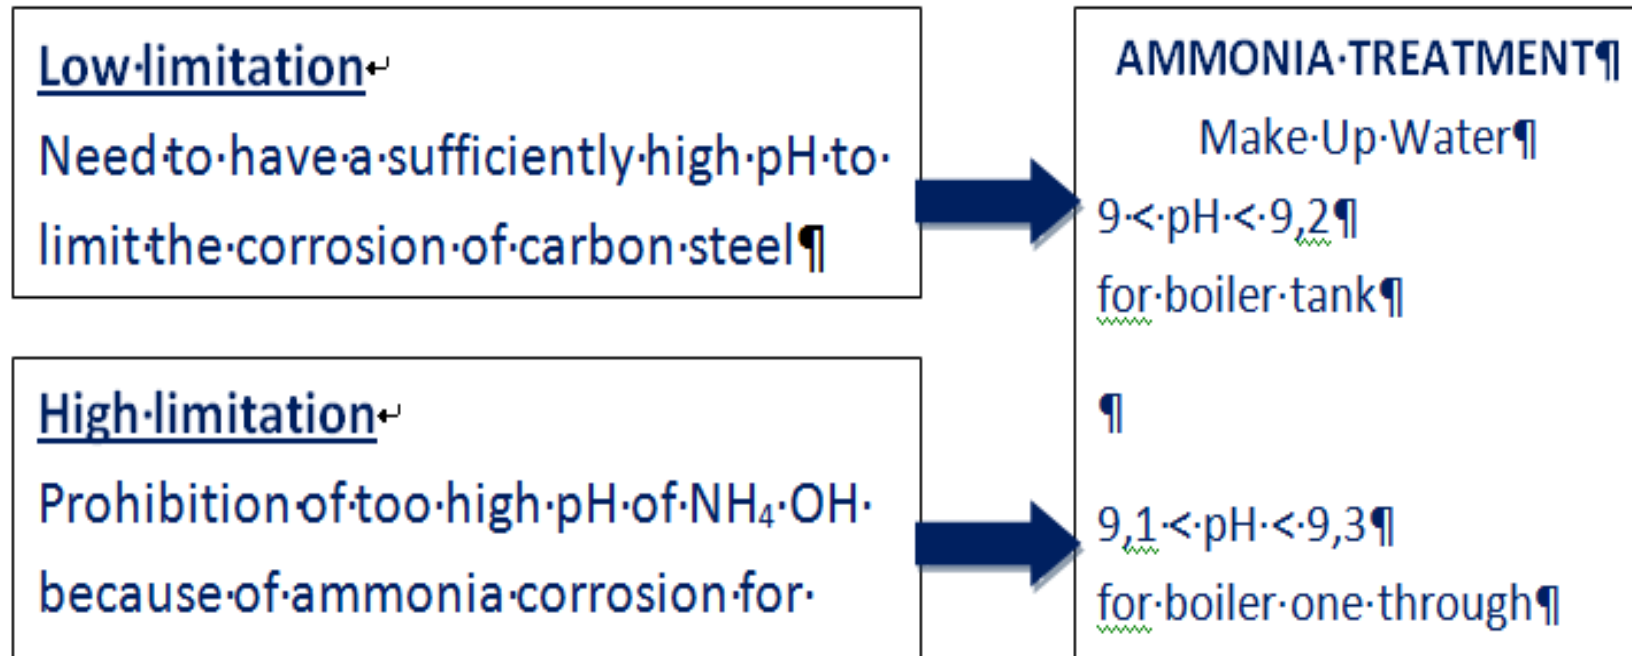 Low limitation
Need to have a sufficiently high pH to
limit the corrosion of carbon steel
High limitation
Prohibition of too high pH of NH₄ OH
because of ammonia corrosion for
AMMONIA TREATMENT
Make Up Water
9 < pH < 9,2
for boiler tank
9,1 < pH < 9,3
for boiler one through